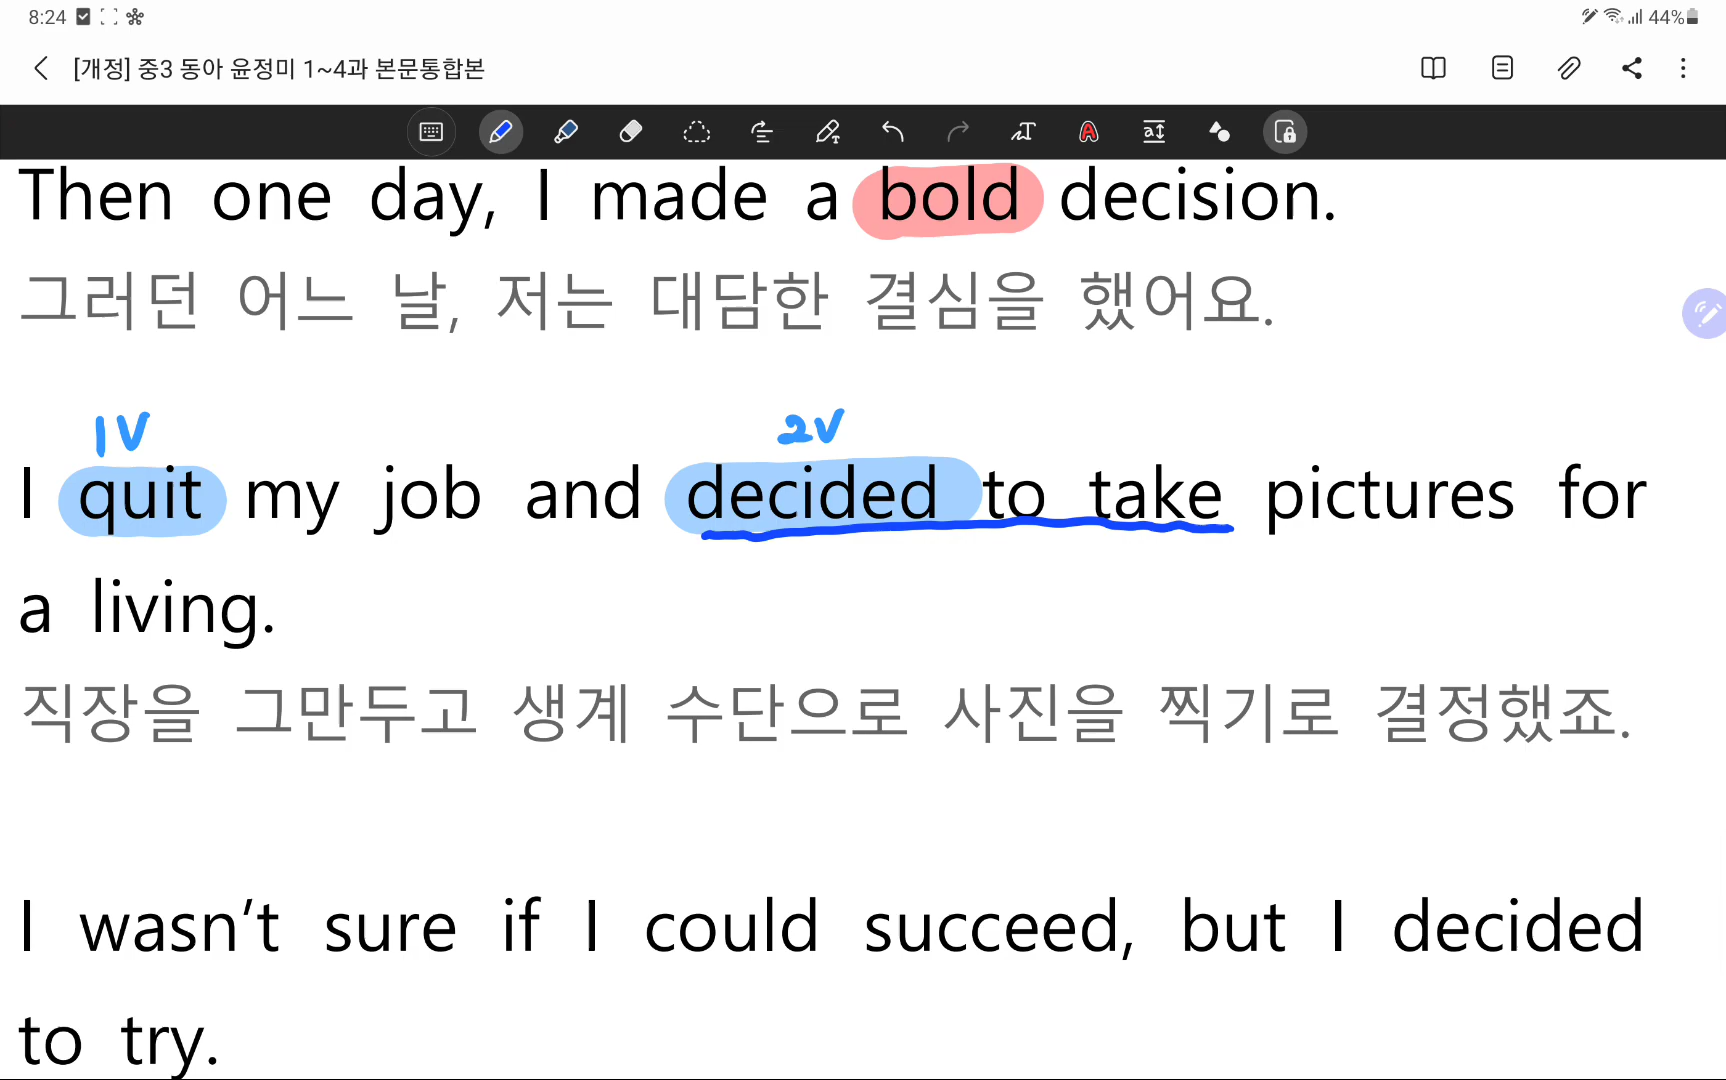 8:24
44%
[개정] 중3 동아 윤정미 1~4과 본문통합본
Then one day, I made a bold decision.
그러던 어느 날, 저는 대담한 결심을 했어요.
1V 2V
I quit my job and decided to take pictures for
a living.
직장을 그만두고 생계 수단으로 사진을 찍기로 결정했죠.
I wasn’t sure if I could succeed, but I decided
to try.